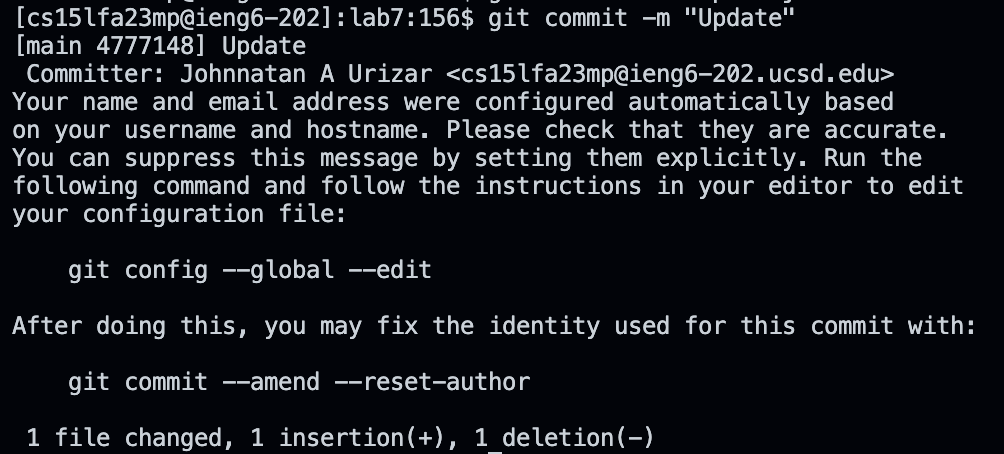 [cs15lfa23mp@ieng6-202]:lab7:156$ git commit -m "Update"
[main 4777148] Update
 Committer: Johnnatan A Urizar <cs15lfa23mp@ieng6-202.ucsd.edu>
Your name and email address were configured automatically based
on your username and hostname. Please check that they are accurate.
You can suppress this message by setting them explicitly. Run the
following command and follow the instructions in your editor to edit
your configuration file:

    git config --global --edit

After doing this, you may fix the identity used for this commit with:

    git commit --amend --reset-author

 1 file changed, 1 insertion(+), 1 deletion(-)